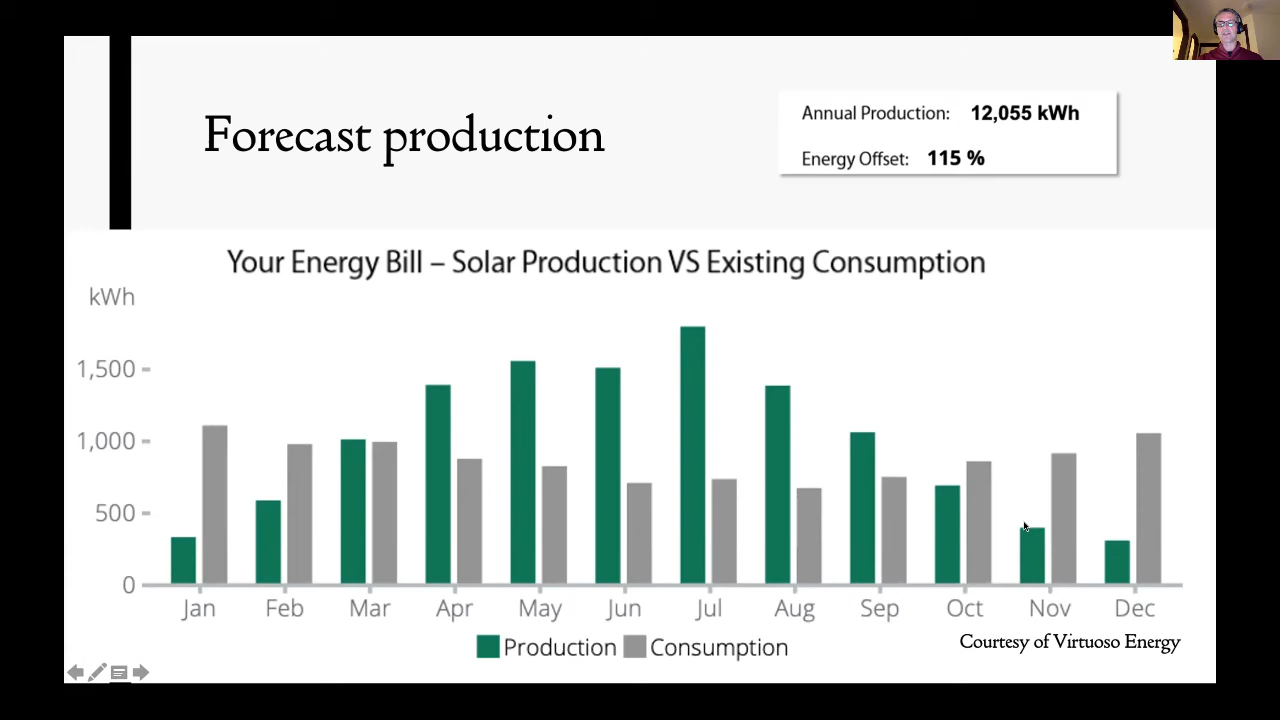 Forecast production
Annual Production: 12,055 kWh
Energy Offset: 115 %
Your Energy Bill – Solar Production VS Existing Consumption
kWh
1,500
1,000
500
0
Jan Feb Mar Apr May Jun Jul Aug Sep Oct Nov Dec
Production Consumption
Courtesy of Virtuoso Energy